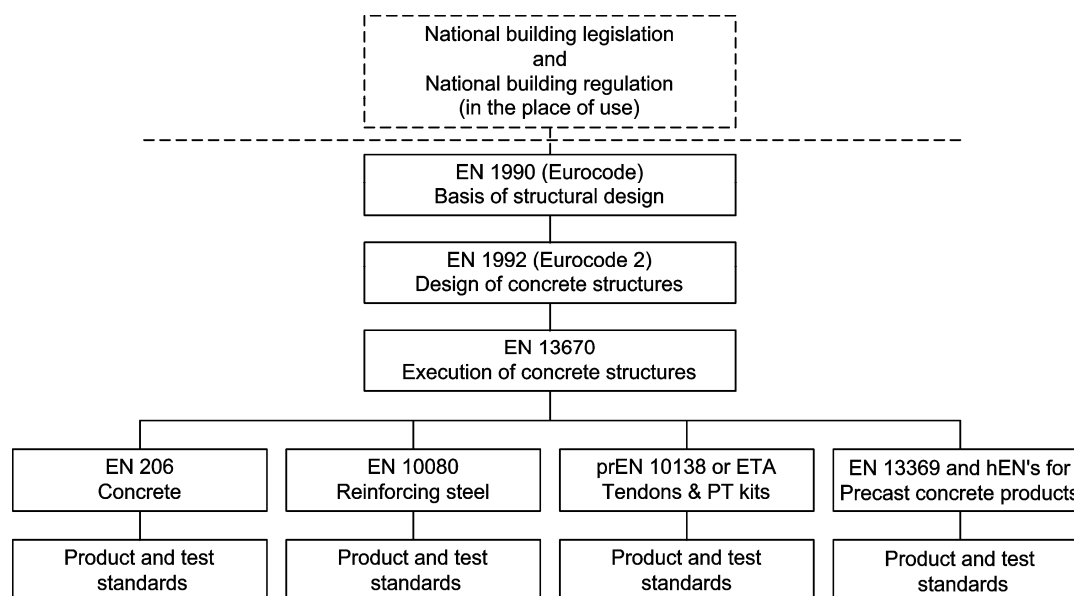 National building legislation
and
National building regulation
(in the place of use)
EN 1990 (Eurocode)
Basis of structural design
EN 1992 (Eurocode 2)
Design of concrete structures
EN 13670
Execution of concrete structures
EN 206
Concrete
EN 10080
Reinforcing steel
prEN 10138 or ETA
Tendons & PT kits
EN 13369 and hEN's for
Precast concrete products
Product and test
standards
Product and test
standards
Product and test
standards
Product and test
standards